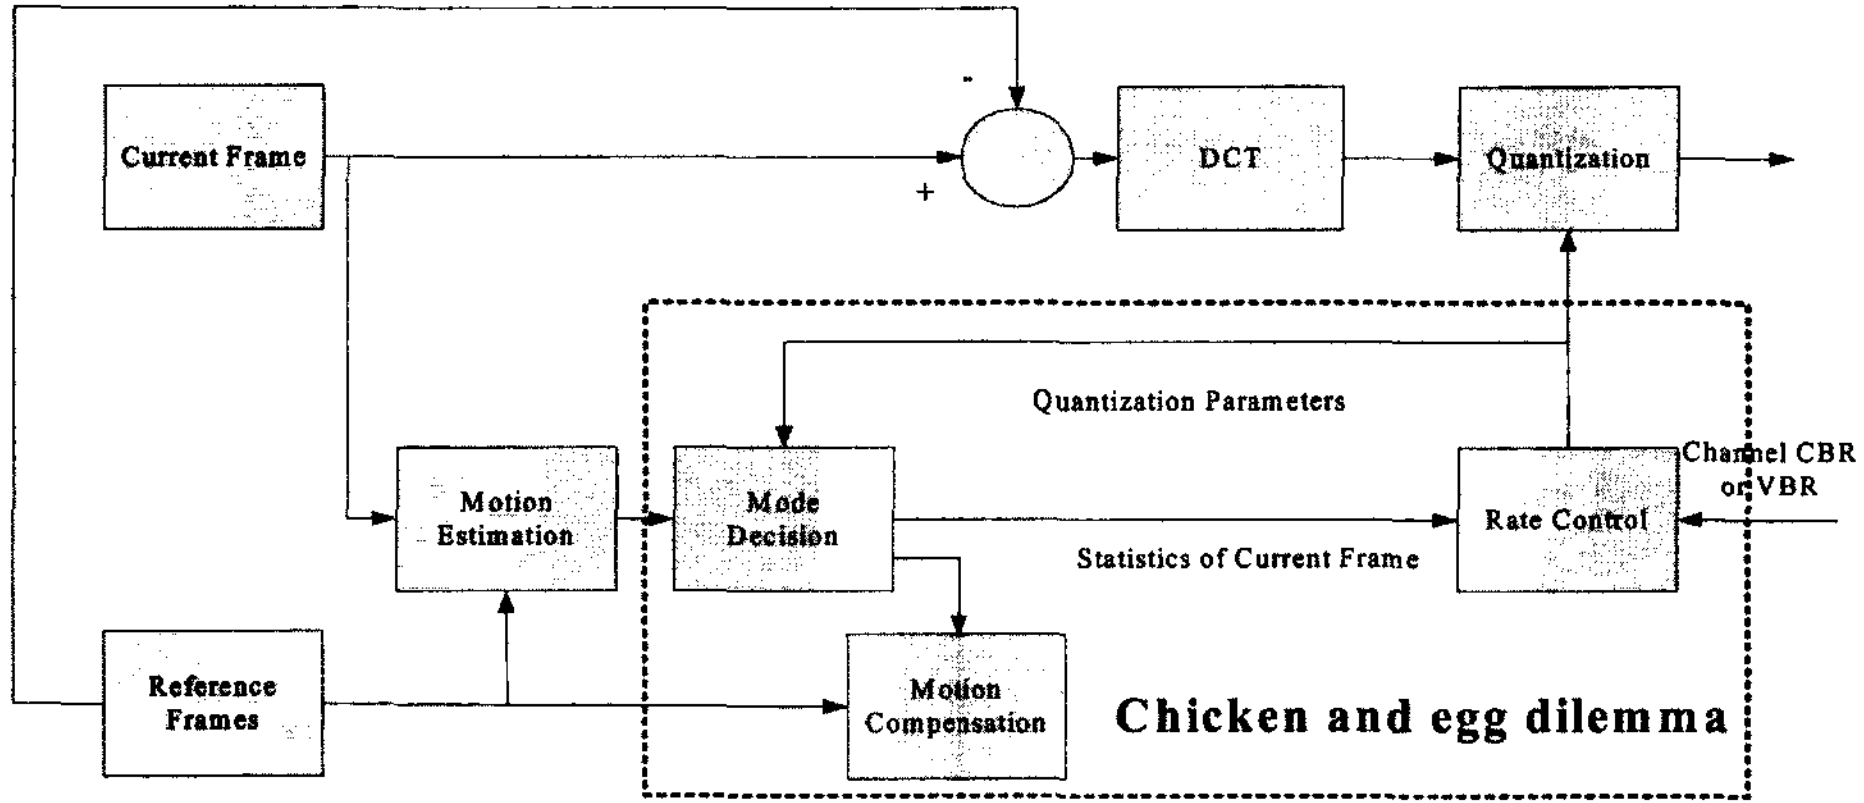 -
Current Frame
+
DCT
Quantization
Quantization Parameters
Channel CBR
or VBR
Motion
Estimation
Mode
Decision
Rate Control
Statistics of Current Frame
Reference
Frames
Motion
Compensation
Chicken and egg dilemma